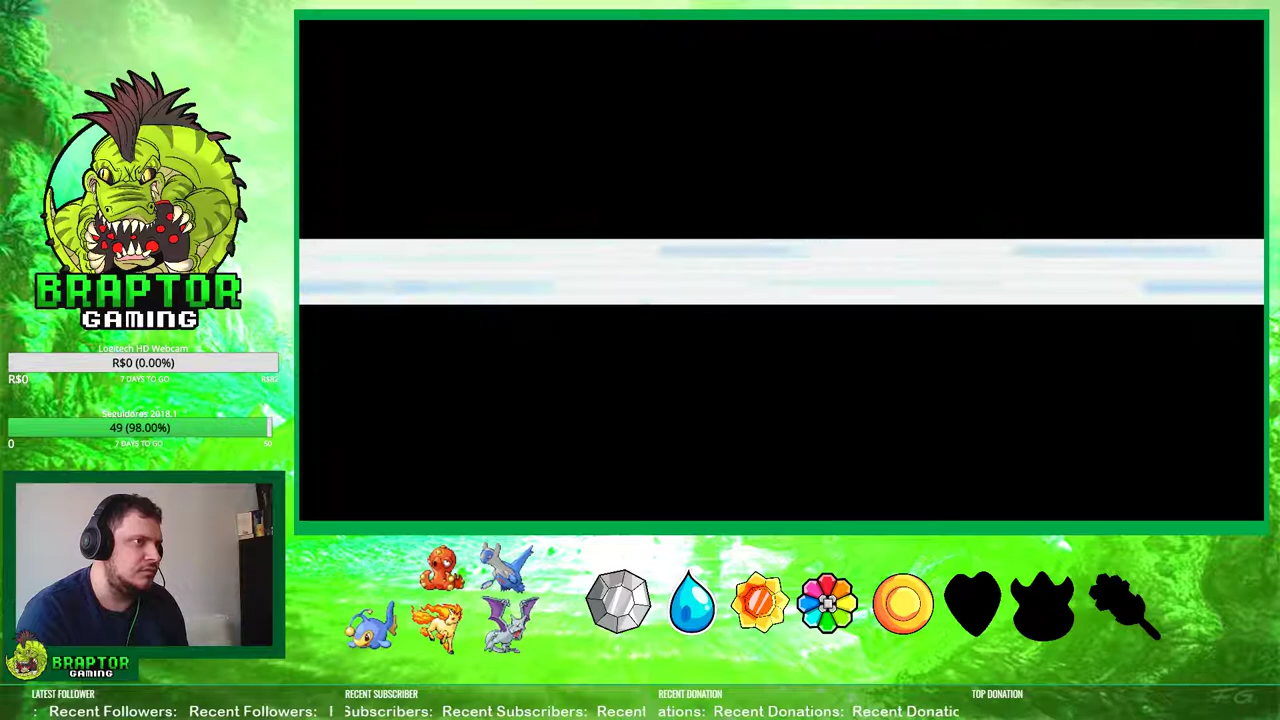 BRAPTOR
GAMING
Logitech HD Webcam
R$0 (0.00%)
R$0 7 DAYS TO GO R$82
Seguidores 2018.1
49 (98.00%)
0 7 DAYS TO GO 50
BRAPTOR
GAMING
LATEST FOLLOWER RECENT SUBSCRIBER RECENT DONATION TOP DONATION
: Recent Followers: Recent Followers: Subscribers: Recent Subscribers: Recent ations: Recent Donations: Recent Donatic
FG